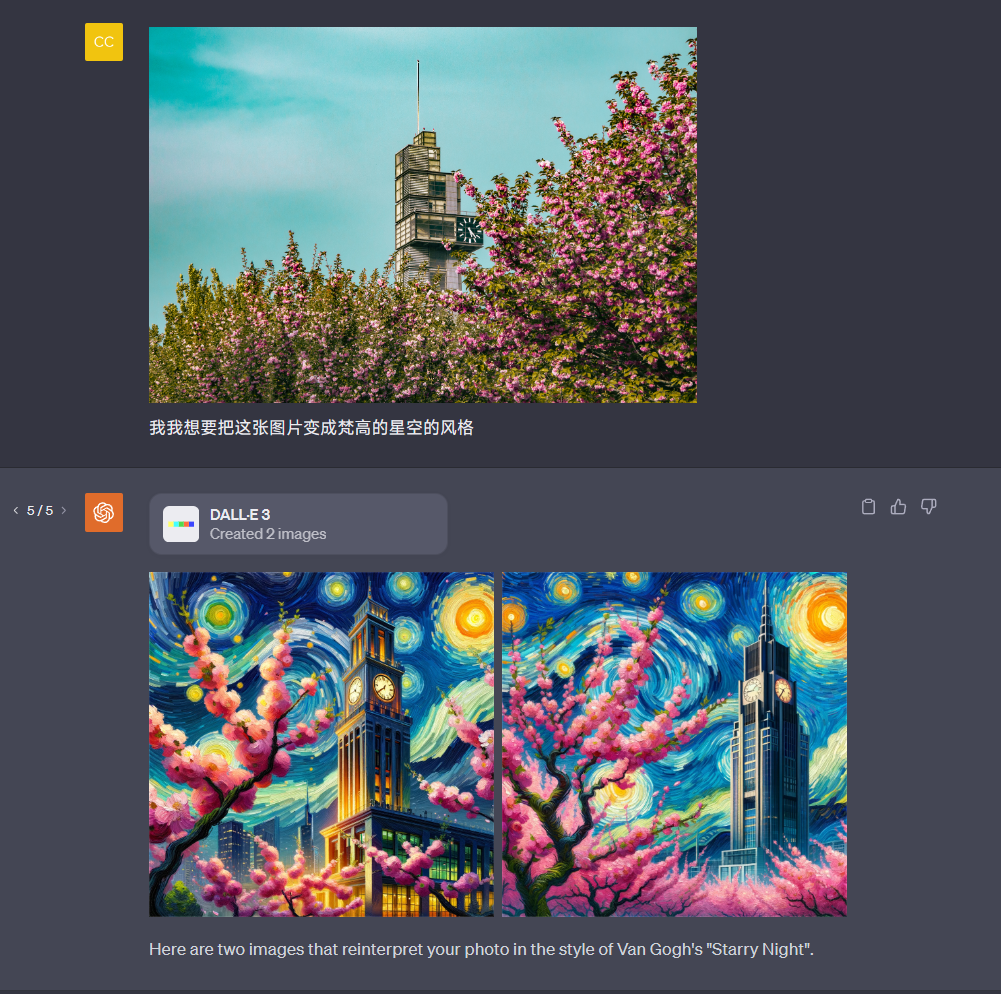 CC
我我想要把这张图片变成梵高的星空的风格
< 5 / 5 >
DALL·E 3
Created 2 images
Here are two images that reinterpret your photo in the style of Van Gogh's "Starry Night".